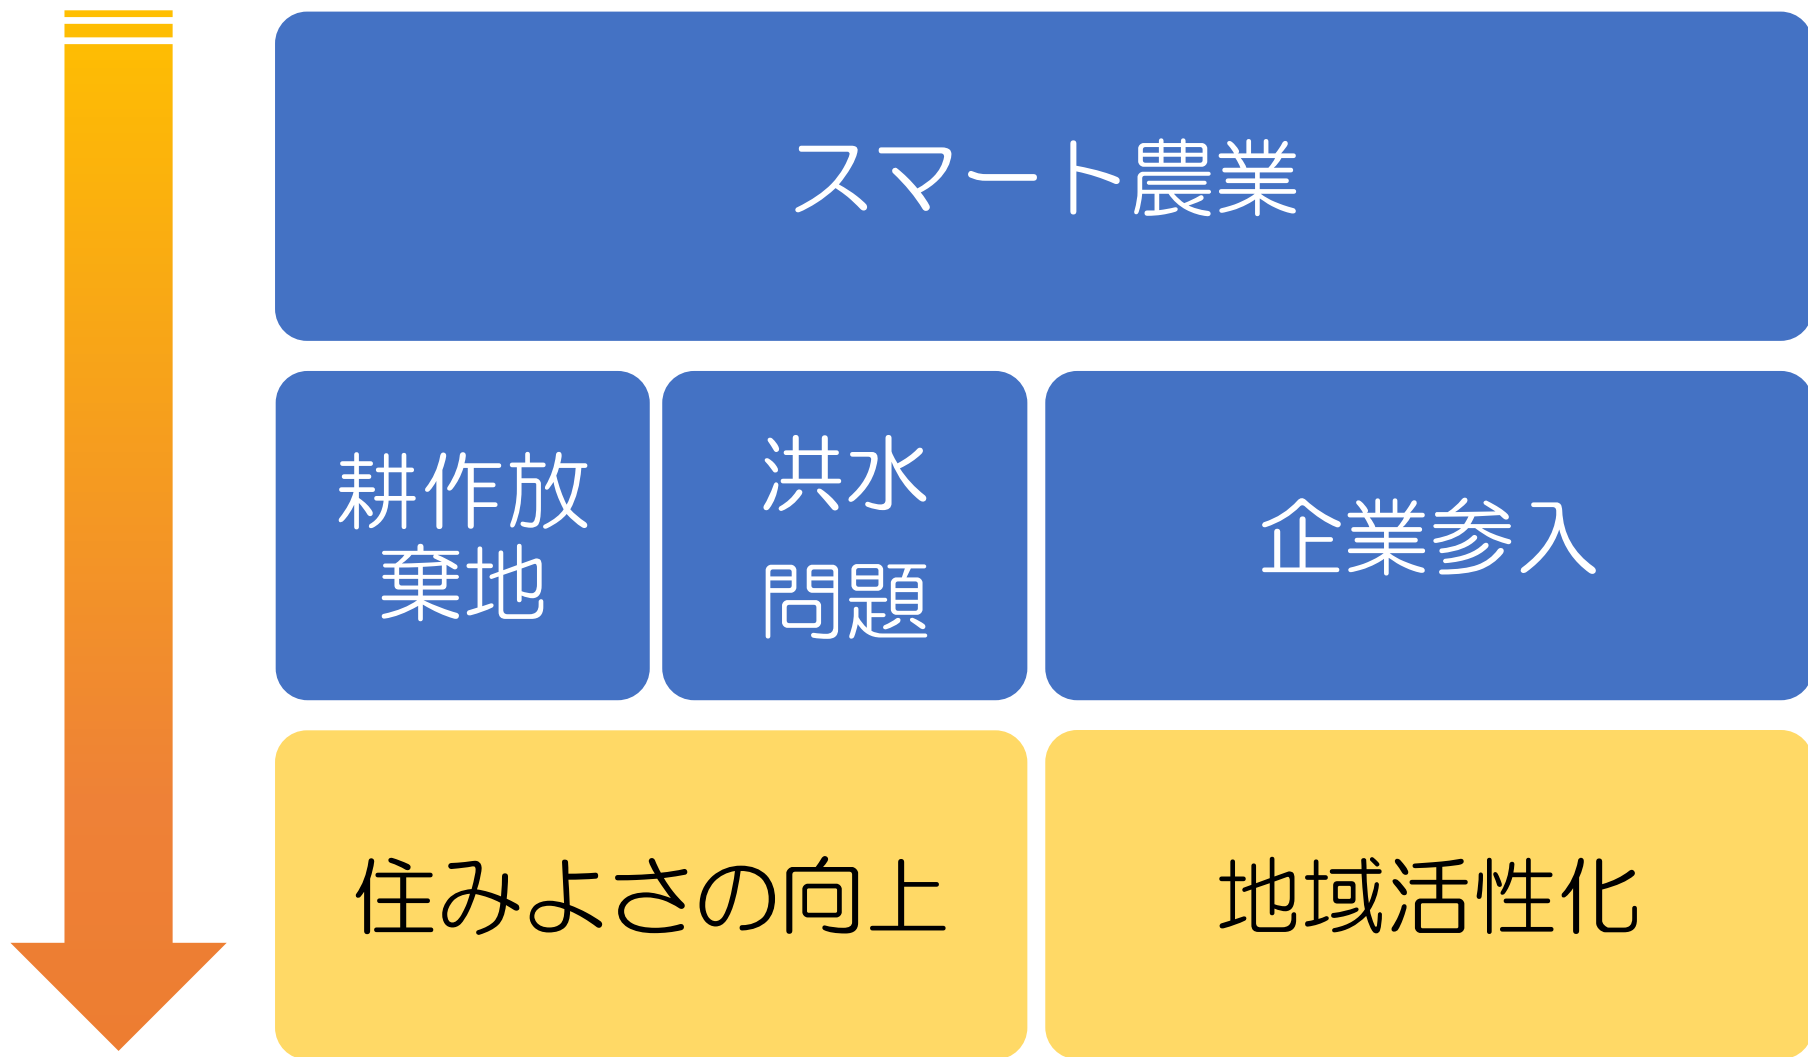 スマート農業
耕作放
棄地
洪水
問題
企業参入
住みよさの向上
地域活性化